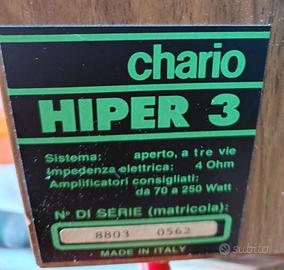 chario
HIPER 3
Sistema: aperto, a tre vie
Impedenza elettrica: 4 Ohm
Amplificatori consigliati:
da 70 a 250 Watt
N° DI SERIE (matricola):
8803 0562
MADE IN ITALY
subito